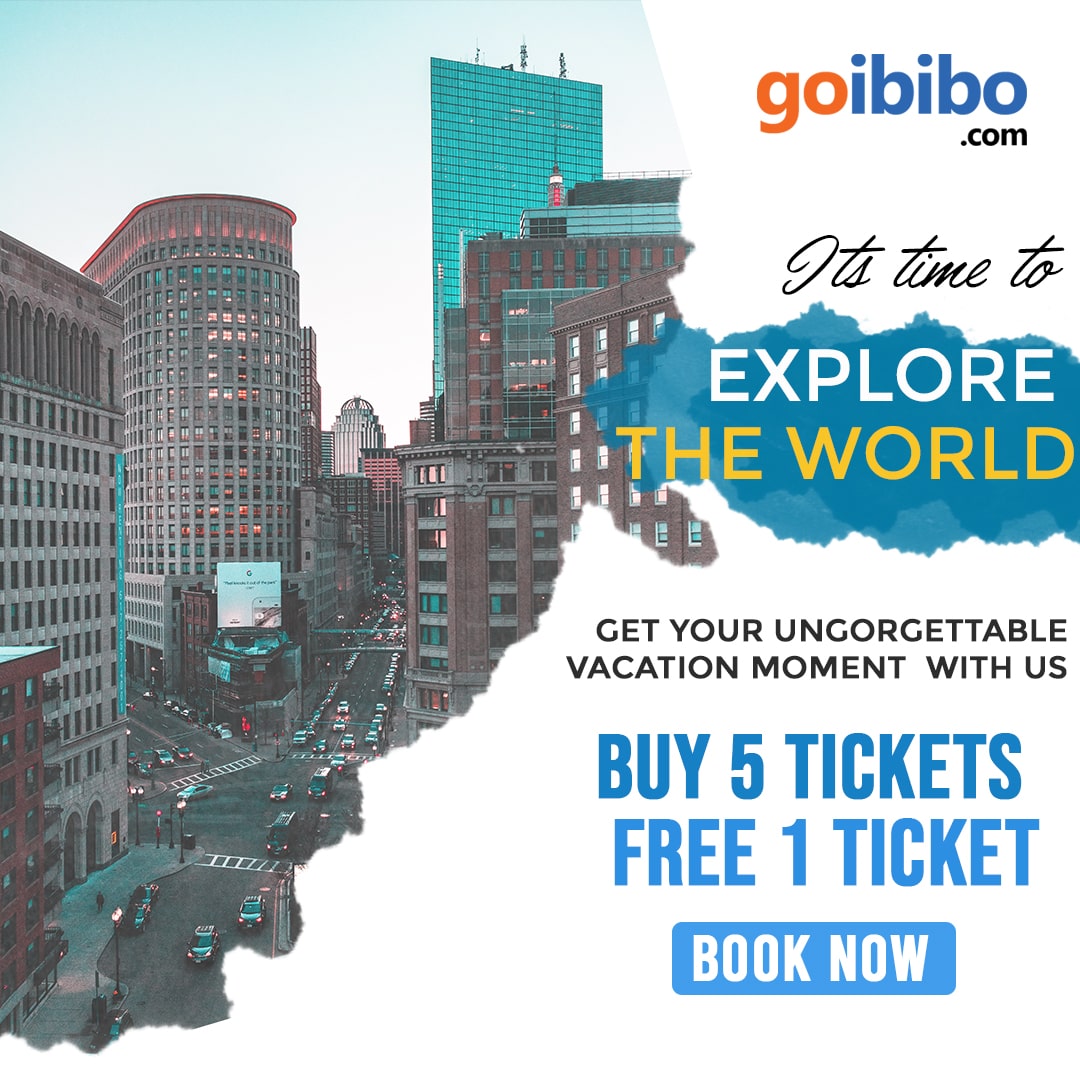 goibibo
.com
Its time to
EXPLORE
THE WORLD
GET YOUR UNGORGETTABLE
VACATION MOMENT WITH US
BUY 5 TICKETS
FREE 1 TICKET
BOOK NOW
G